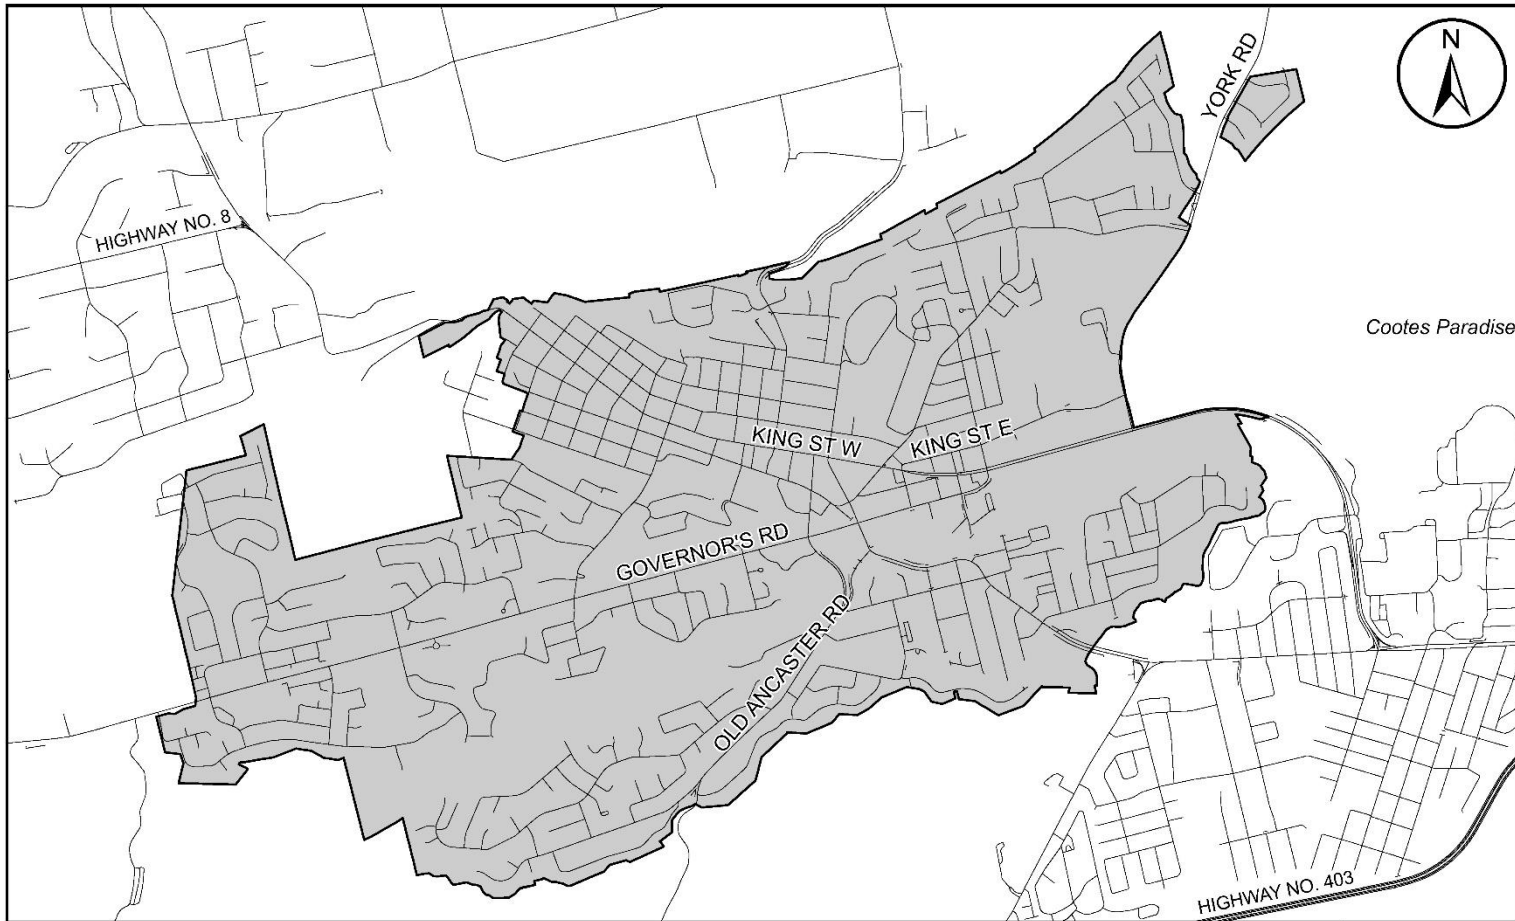 N
YORK RD
HIGHWAY NO. 8
Cootes Paradise
KING ST W
KING ST E
GOVERNOR'S RD
OLD ANCASTER RD
HIGHWAY NO. 403